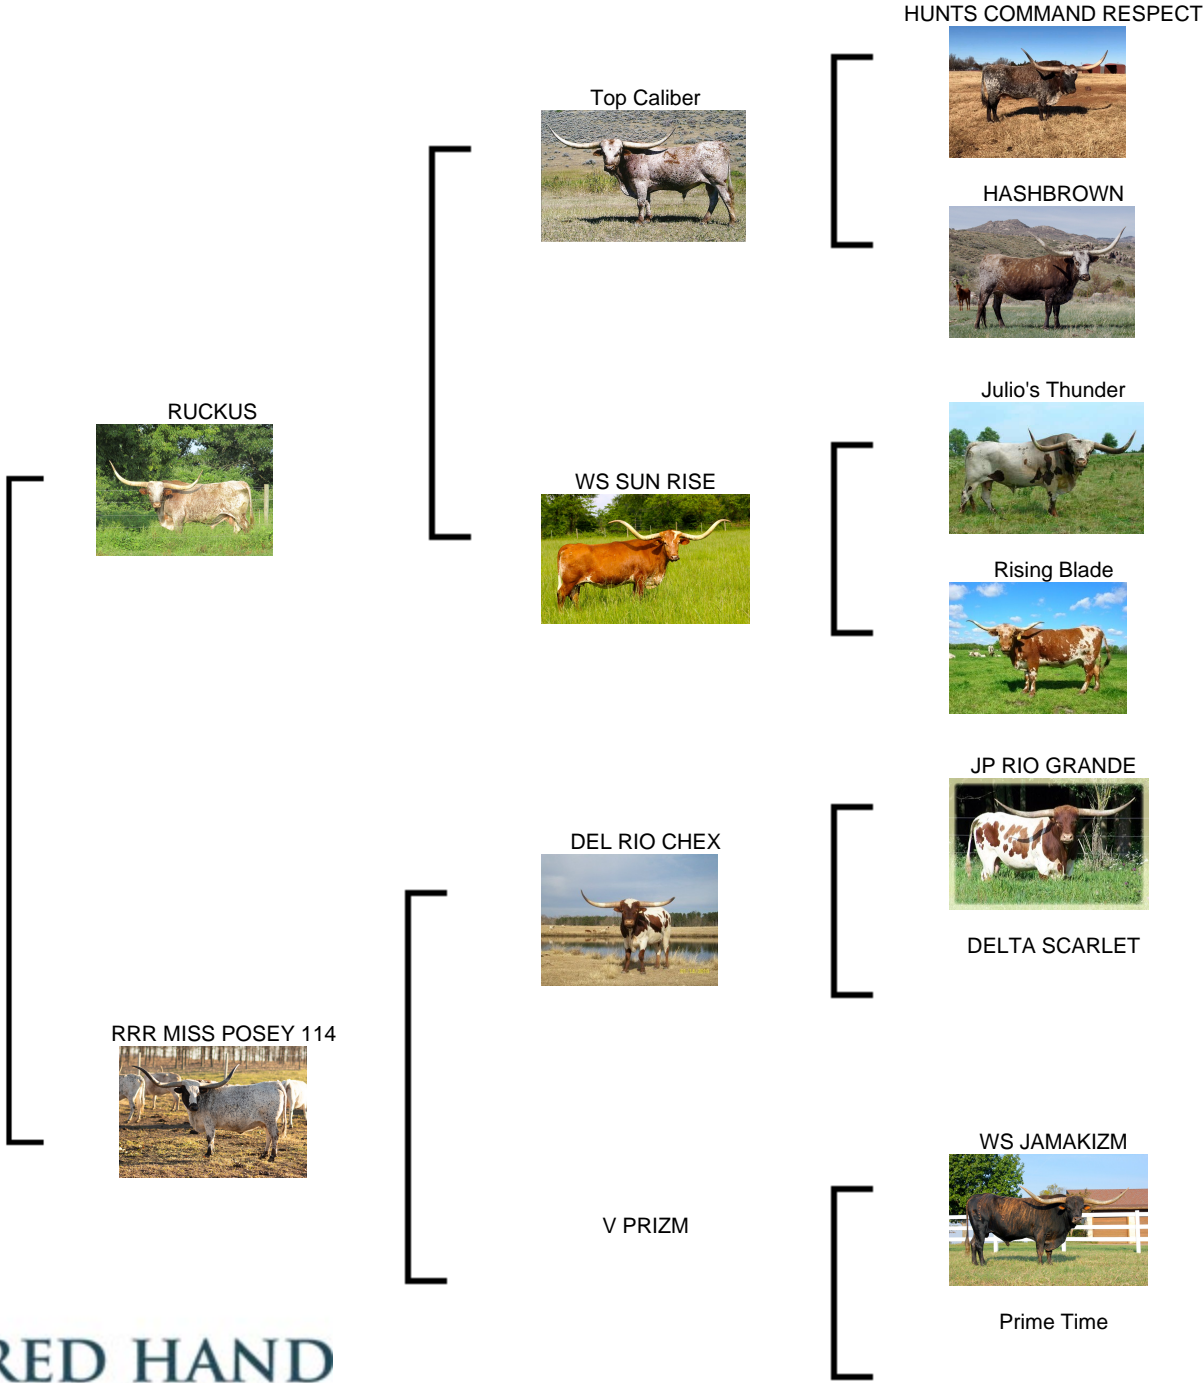 HUNTS COMMAND RESPECT
Top Caliber
HASHBROWN
Julio's Thunder
RUCKUS
WS SUN RISE
Rising Blade
JP RIO GRANDE
DEL RIO CHEX
DELTA SCARLET
RRR MISS POSEY 114
WS JAMAKIZM
V PRIZM
Prime Time
RED HAND